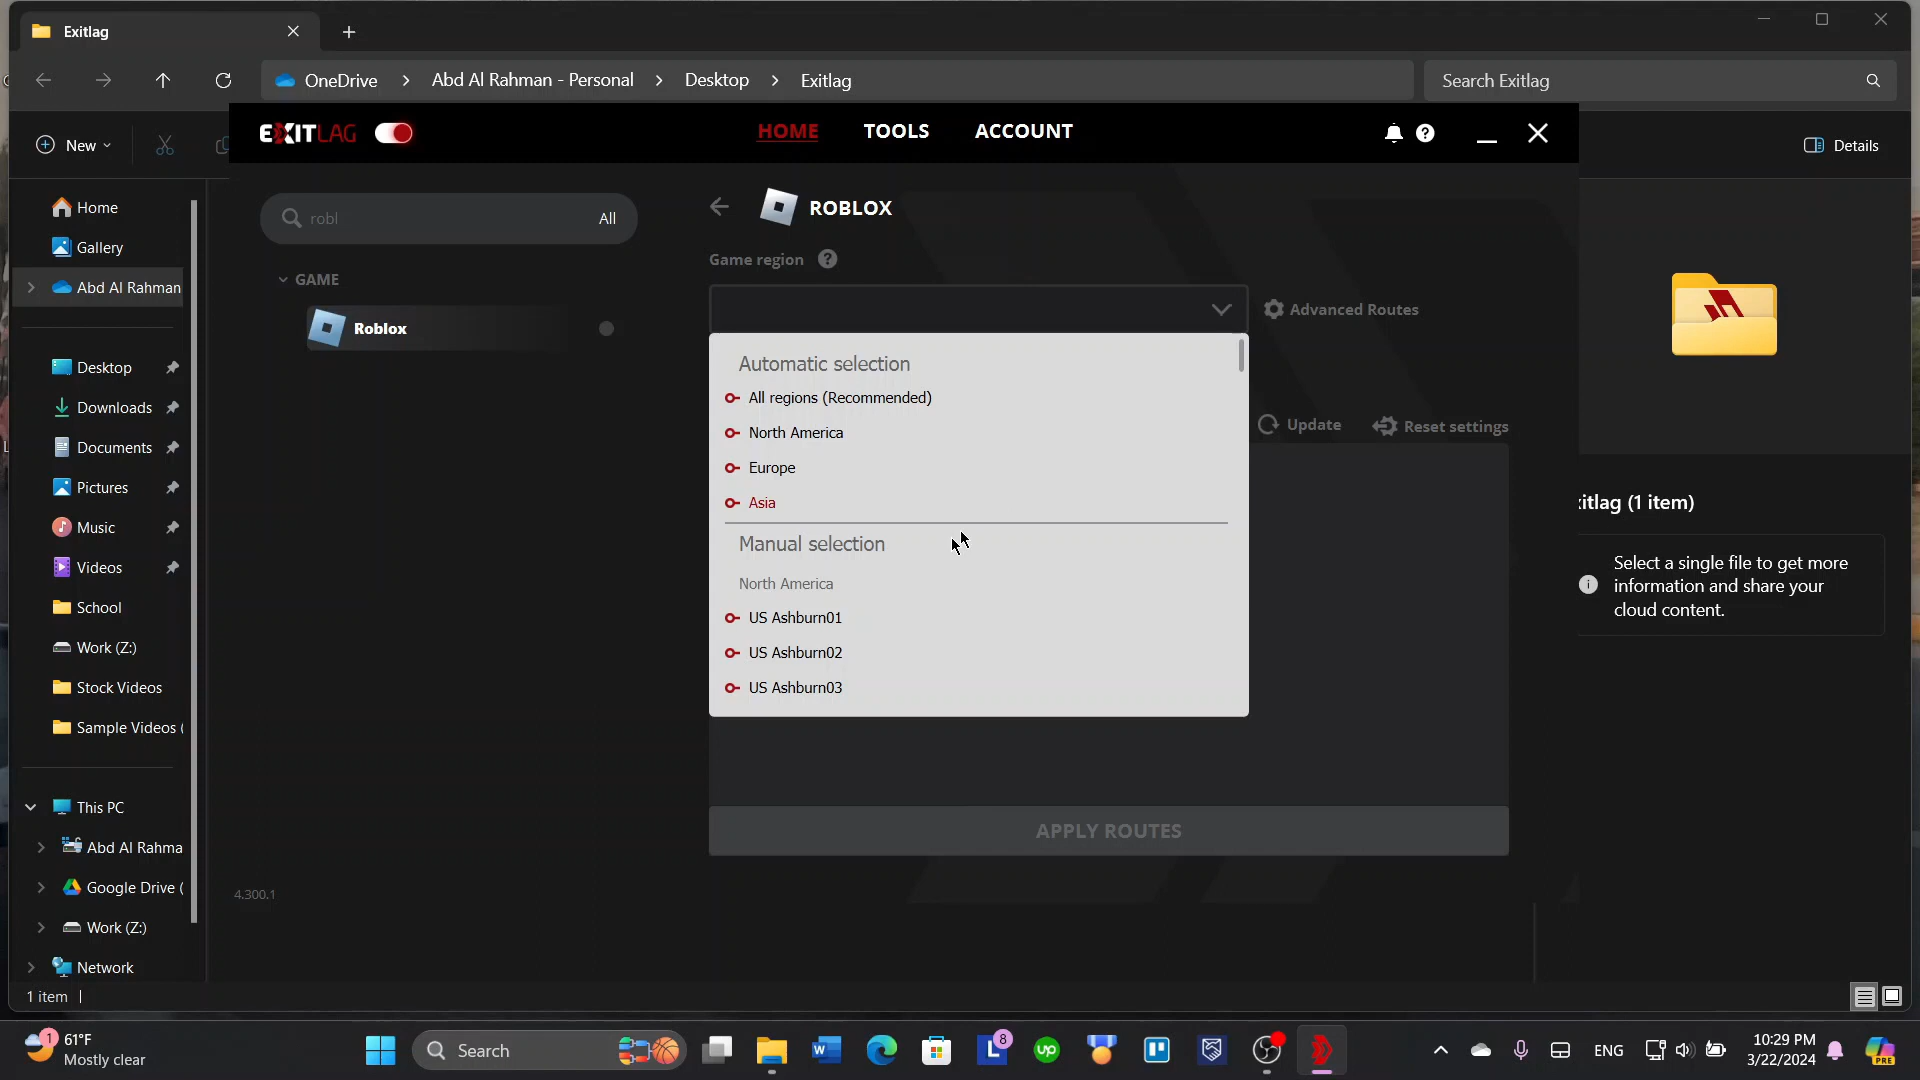 Exitlag
OneDrive > Abd Al Rahman - Personal > Desktop > Exitlag
Search Exitlag
New
Details
EXITLAG
HOME
TOOLS
ACCOUNT
Home
Gallery
Abd Al Rahman
Desktop
Downloads
Documents
Pictures
Music
Videos
School
Work (Z:)
Stock Videos
Sample Videos (
This PC
Abd Al Rahma
Google Drive (
Work (Z:)
Network
1 item
robl
All
GAME
Roblox
4.300.1
ROBLOX
Game region
Advanced Routes
Automatic selection
All regions (Recommended)
North America
Europe
Asia
Manual selection
North America
US Ashburn01
US Ashburn02
US Ashburn03
Update
Reset settings
APPLY ROUTES
xitlag (1 item)
Select a single file to get more
information and share your
cloud content.
1
61°F
Mostly clear
Search
8
up
ENG
10:29 PM
3/22/2024
PRE